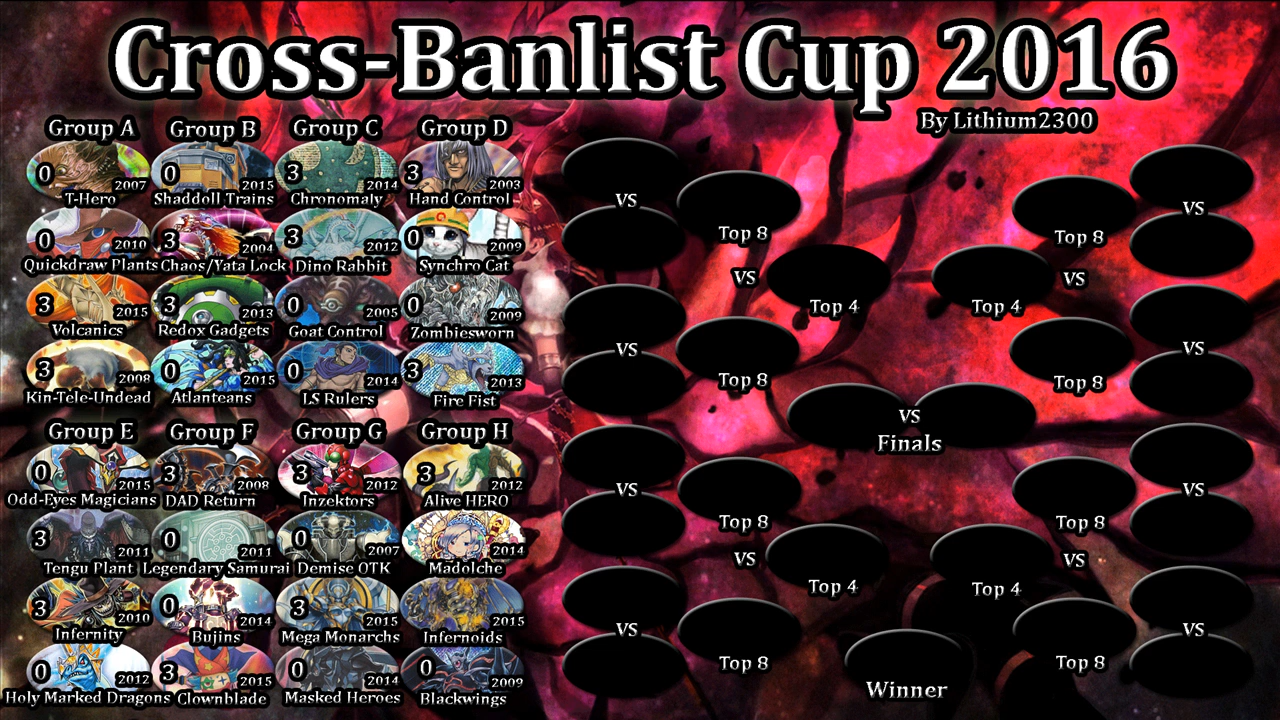 Cross-Banlist Cup 2016
By Lithium2300
Group A Group B Group C Group D
0 2007 0 2015 3 2014 3 2003
T-Hero Shaddoll Trains Chronomaly Hand Control
0 2010 3 2004 3 2012 0 2009
Quickdraw Plants Chaos/Yata Lock Dino Rabbit Synchro Cat
3 2015 3 2013 0 2005 0 2009
Volcanics Redox Gadgets Goat Control Zombiesworn
3 2008 0 2015 0 2014 3 2013
Kin-Tele-Undead Atlanteans LS Rulers Fire Fist
Group E Group F Group G Group H
0 2015 3 2008 3 2012 3 2012
Odd-Eyes Magicians DAD Return Inzektors Alive HERO
3 2011 0 2011 0 2007 2014
Tengu Plant Legendary Samurai Demise OTK Madolche
3 2010 0 2014 3 2015 2015
Infernity Bujins Mega Monarchs Infernoids
0 2012 3 2015 2014 0 2009
Holy Marked Dragons Clownblade Masked Heroes Blackwings
VS VS
Top 8 Top 8
VS VS
Top 4 Top 4
VS VS
Top 8 Top 8
VS
Finals
VS VS
Top 8 Top 8
VS VS
Top 4 Top 4
VS VS
Top 8 Top 8
Winner